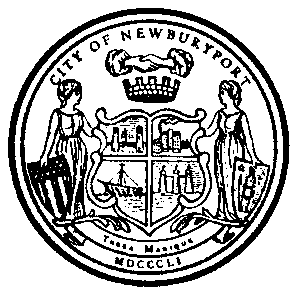 CITY OF NEWBURYPORT
TERRA MARIQUE
MDCCCLI